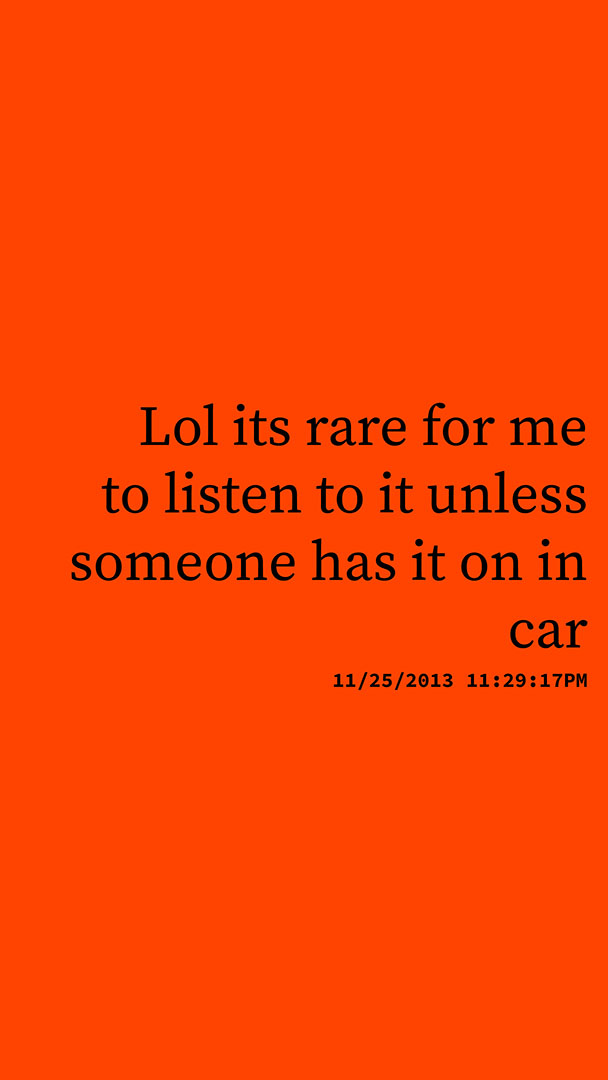 Lol its rare for me
to listen to it unless
someone has it on in
car
11/25/2013 11:29:17PM